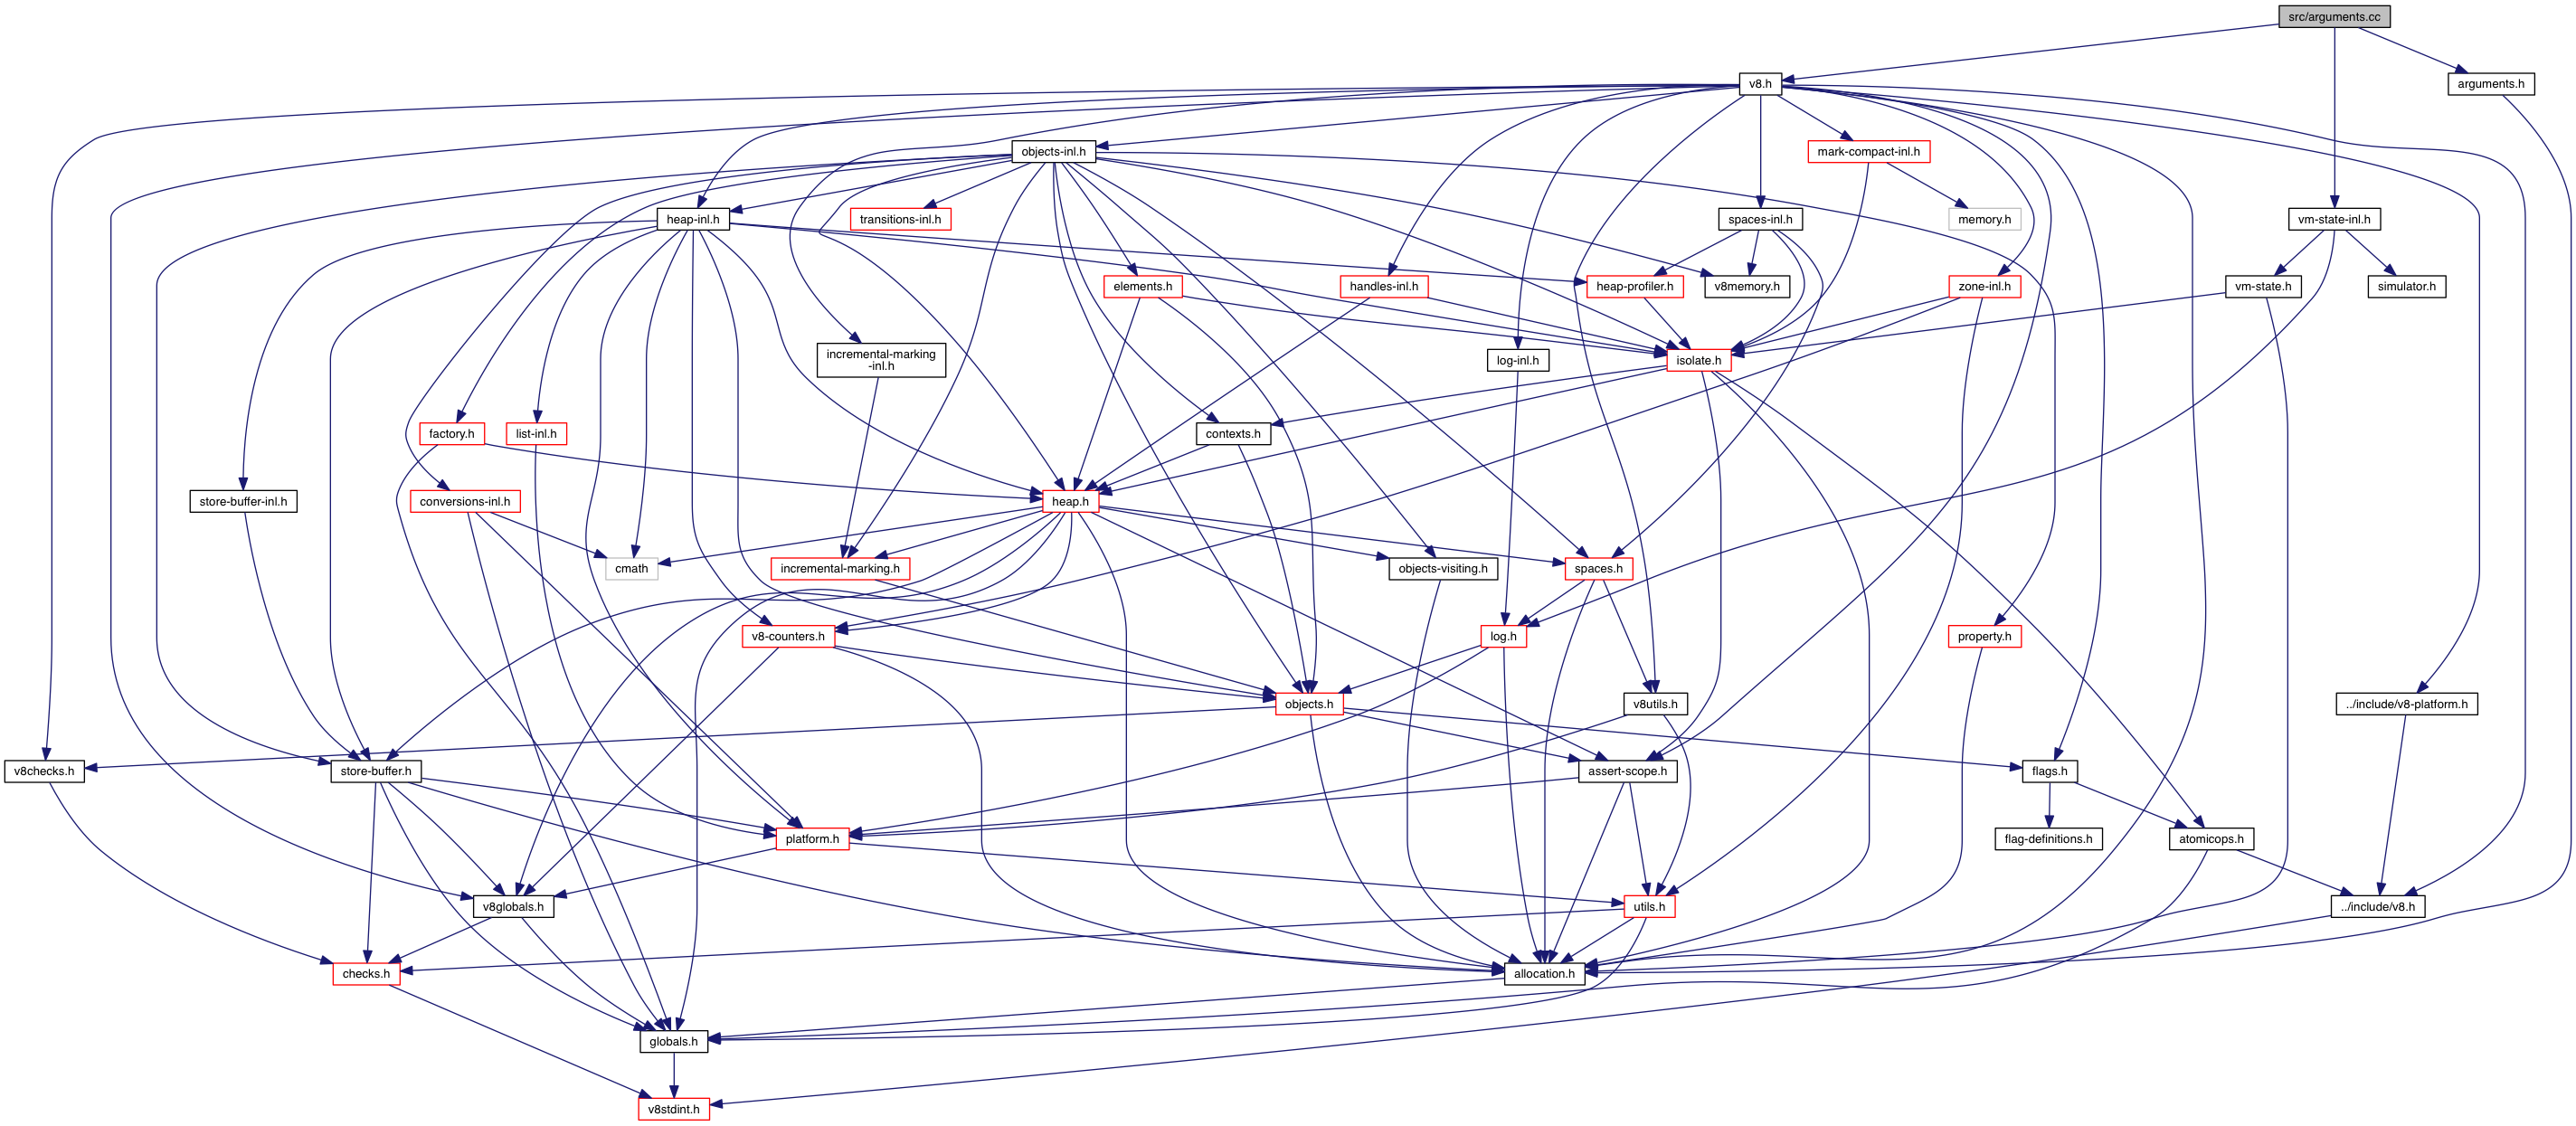 src/arguments.cc
v8.h
arguments.h
objects-inl.h
mark-compact-inl.h
heap-inl.h
transitions-inl.h
spaces-inl.h
memory.h
vm-state-inl.h
elements.h
handles-inl.h
heap-profiler.h
v8memory.h
zone-inl.h
vm-state.h
simulator.h
incremental-marking
-inl.h
log-inl.h
isolate.h
factory.h
list-inl.h
contexts.h
store-buffer-inl.h
conversions-inl.h
heap.h
cmath
incremental-marking.h
objects-visiting.h
spaces.h
v8-counters.h
log.h
property.h
objects.h
v8utils.h
../include/v8-platform.h
v8checks.h
store-buffer.h
assert-scope.h
flags.h
platform.h
flag-definitions.h
atomicops.h
v8globals.h
utils.h
../include/v8.h
checks.h
allocation.h
globals.h
v8stdint.h